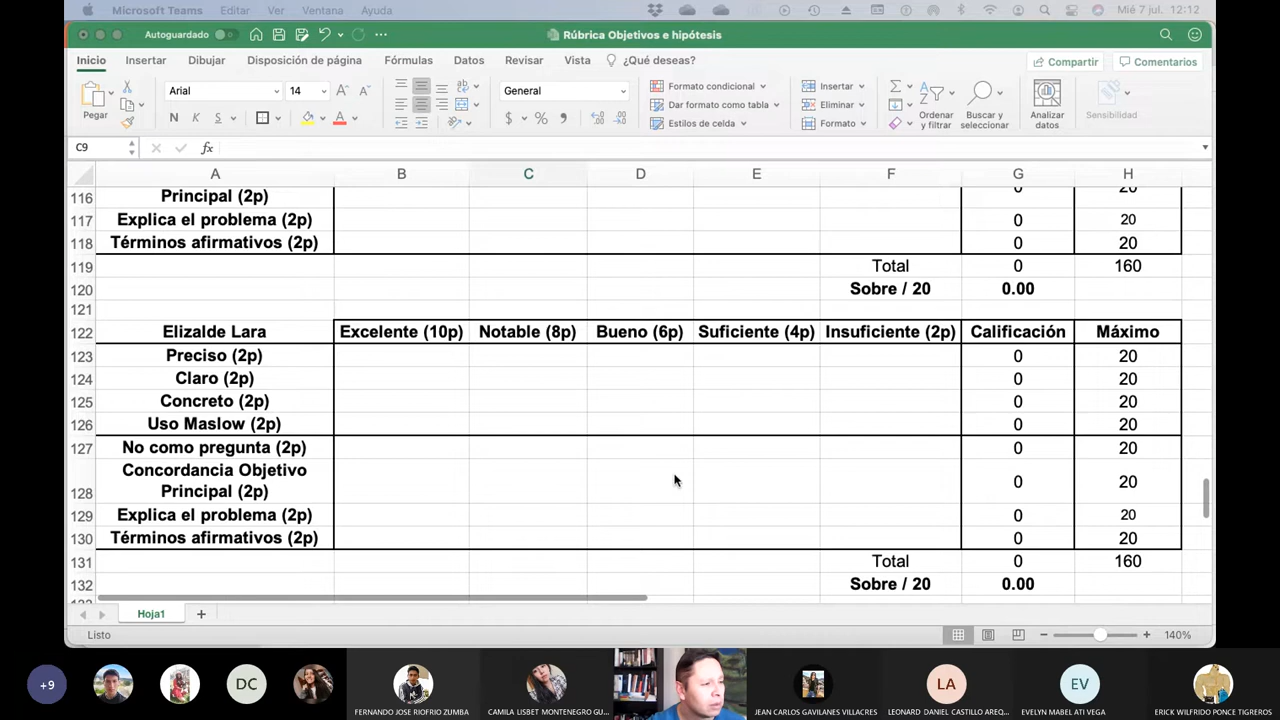 Microsoft Teams Editar Ver Ventana Ayuda Mié 7 jul. 12:12
Autoguardado Rúbrica Objetivos e hipótesis
Inicio Insertar Dibujar Disposición de página Fórmulas Datos Revisar Vista ¿Qué deseas? Compartir Comentarios
Arial 14 General Formato condicional Insertar
Dar formato como tabla Eliminar
Pegar N K S $ % Estilos de celda Formato Ordenar y filtrar Buscar y seleccionar Analizar datos Sensibilidad
C9 fx
A B C D E F G H
116 Principal (2p) 0 20
117 Explica el problema (2p) 0 20
118 Términos afirmativos (2p) 0 20
119 Total 0 160
120 Sobre / 20 0.00
121
122 Elizalde Lara Excelente (10p) Notable (8p) Bueno (6p) Suficiente (4p) Insuficiente (2p) Calificación Máximo
123 Preciso (2p) 0 20
124 Claro (2p) 0 20
125 Concreto (2p) 0 20
126 Uso Maslow (2p) 0 20
127 No como pregunta (2p) 0 20
Concordancia Objetivo
128 Principal (2p) 0 20
129 Explica el problema (2p) 0 20
130 Términos afirmativos (2p) 0 20
131 Total 0 160
132 Sobre / 20 0.00
Hoja1 +
Listo 140%
+9 DC LA EV
FERNANDO JOSE RIOFRIO ZUMBA CAMILA LISBET MONTENEGRO GU... JEAN CARLOS GAVILANES VILLACRES LEONARD DANIEL CASTILLO AREQ... EVELYN MABEL ATI VEGA ERICK WILFRIDO PONCE TIGREROS